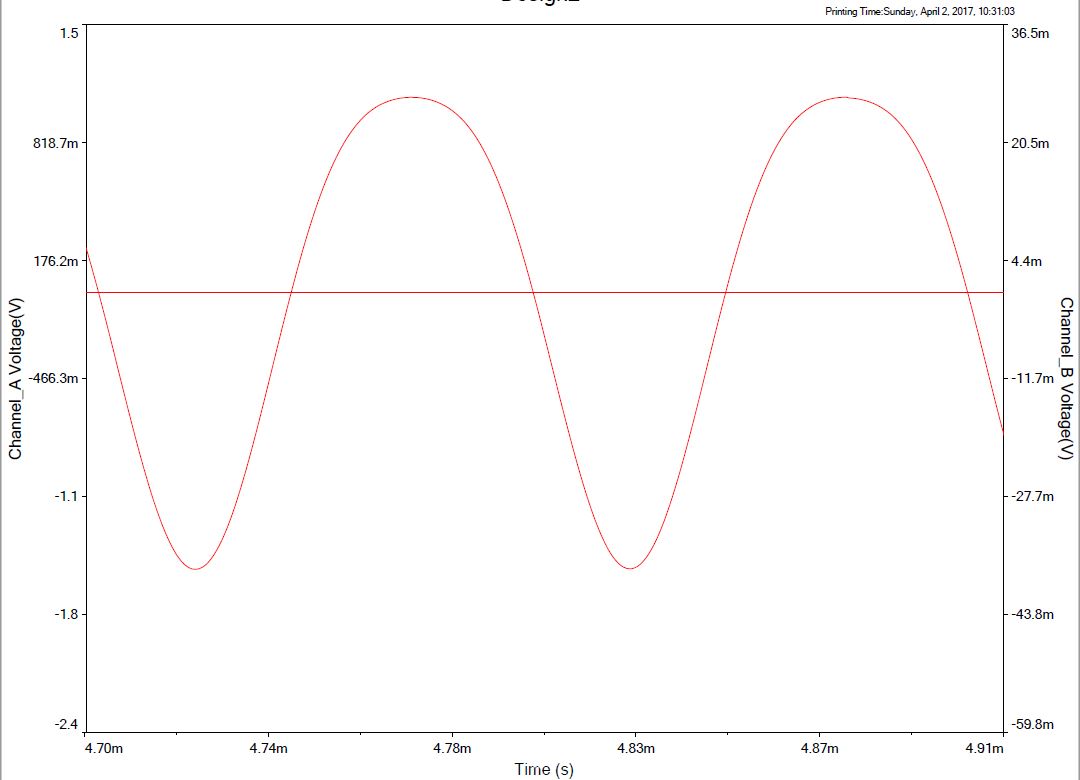 Printing Time:Sunday, April 2, 2017, 10:31:03
1.5
818.7m
176.2m
-466.3m
-1.1
-1.8
-2.4
Channel_A Voltage(V)
36.5m
20.5m
4.4m
-11.7m
-27.7m
-43.8m
-59.8m
Channel_B Voltage(V)
4.70m 4.74m 4.78m 4.83m 4.87m 4.91m
Time (s)